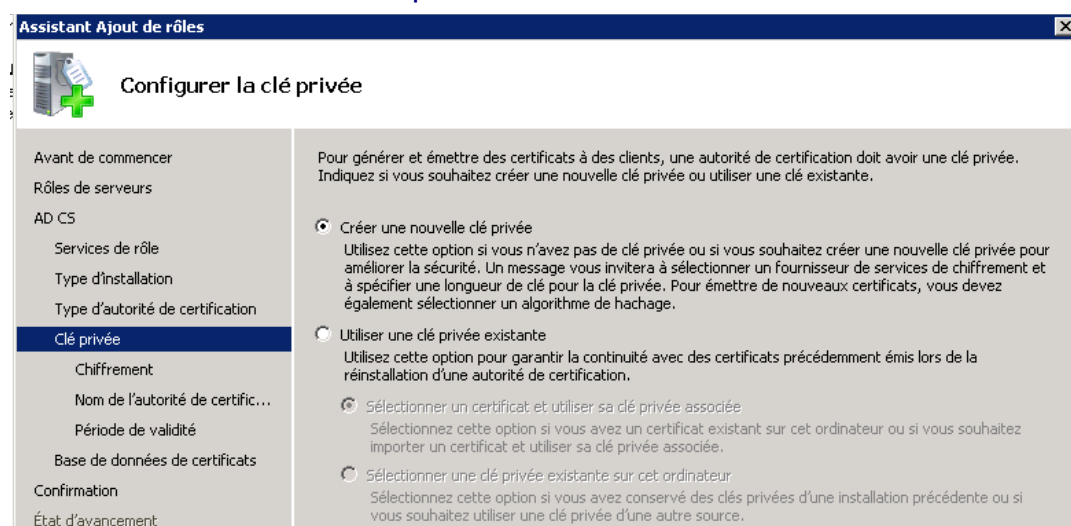 Assistant Ajout de rôles
Configurer la clé privée
Avant de commencer
Rôles de serveurs
AD CS
Services de rôle
Type d'installation
Type d'autorité de certification
Clé privée
Chiffrement
Nom de l'autorité de certific...
Période de validité
Base de données de certificats
Confirmation
État d'avancement
Pour générer et émettre des certificats à des clients, une autorité de certification doit avoir une clé privée.
Indiquez si vous souhaitez créer une nouvelle clé privée ou utiliser une clé existante.
Créer une nouvelle clé privée
Utilisez cette option si vous n'avez pas de clé privée ou si vous souhaitez créer une nouvelle clé privée pour
améliorer la sécurité. Un message vous invitera à sélectionner un fournisseur de services de chiffrement et
à spécifier une longueur de clé pour la clé privée. Pour émettre de nouveaux certificats, vous devez
également sélectionner un algorithme de hachage.
Utiliser une clé privée existante
Utilisez cette option pour garantir la continuité avec des certificats précédemment émis lors de la
réinstallation d'une autorité de certification.
Sélectionner un certificat et utiliser sa clé privée associée
Sélectionnez cette option si vous avez un certificat existant sur cet ordinateur ou si vous souhaitez
importer un certificat et utiliser sa clé privée associée.
Sélectionner une clé privée existante sur cet ordinateur
Sélectionnez cette option si vous avez conservé des clés privées d'une installation précédente ou si
vous souhaitez utiliser une clé privée d'une autre source.